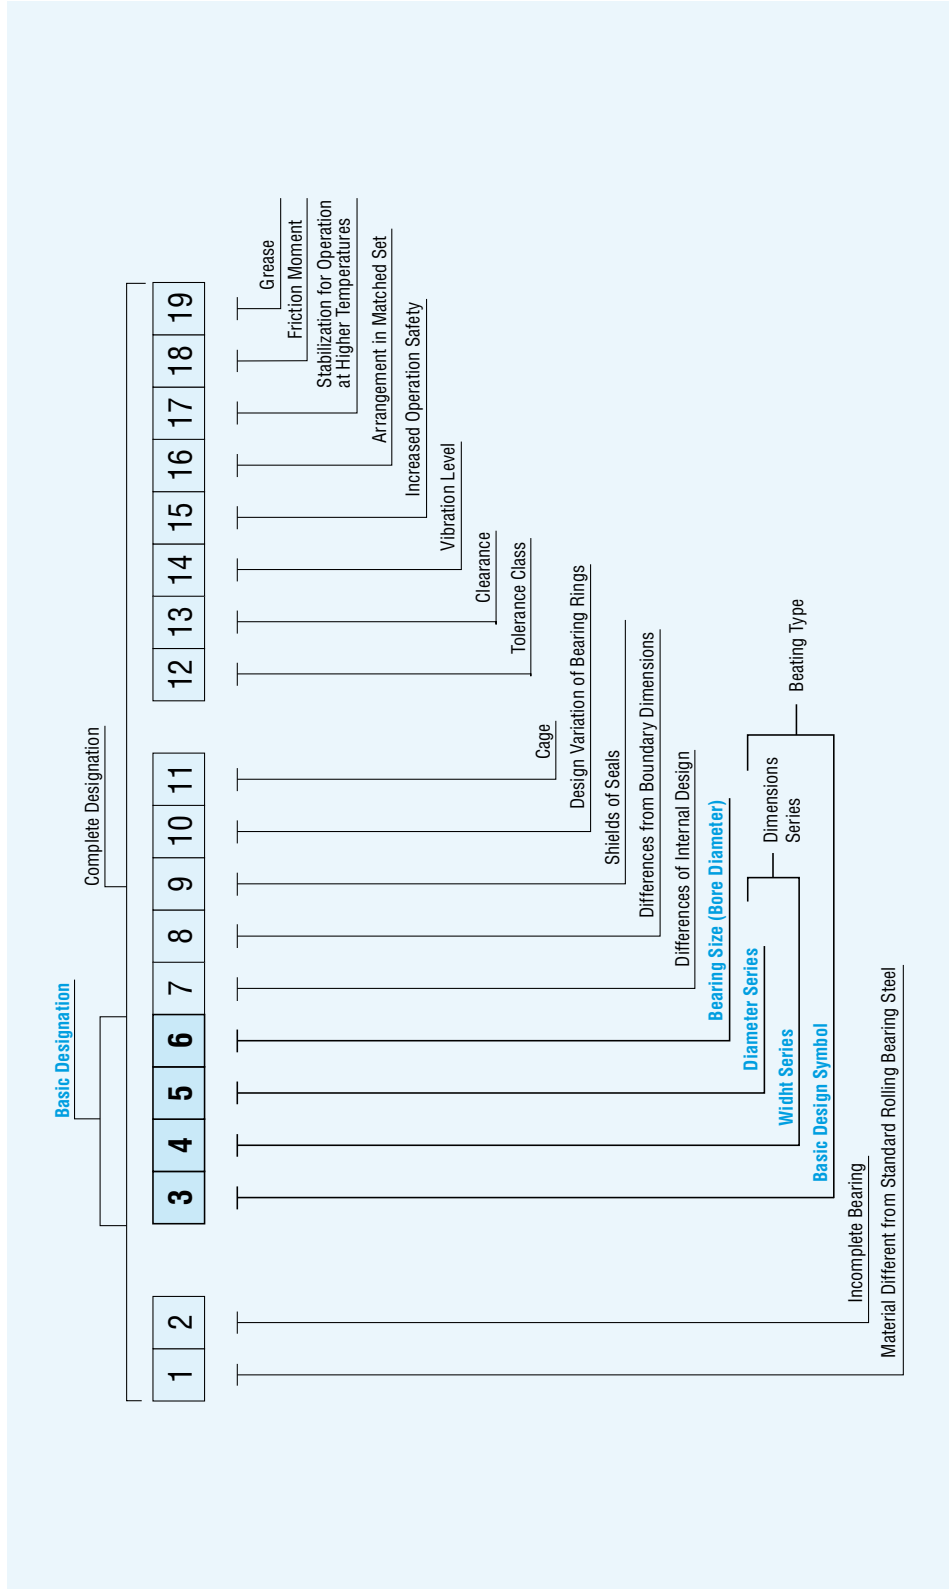 Basic Designation
Complete Designation
1 2 3 4 5 6 7 8 9 10 11 12 13 14 15 16 17 18 19
Grease
Friction Moment
Stabilization for Operation
at Higher Temperatures
Arrangement in Matched Set
Increased Operation Safety
Vibration Level
Clearance
Tolerance Class
Cage
Design Variation of Bearing Rings
Shields of Seals
Differences from Boundary Dimensions
Differences of Internal Design
Bearing Size (Bore Diameter)
Diameter Series
Dimensions
Series
Widht Series
Beating Type
Basic Design Symbol
Incomplete Bearing
Material Different from Standard Rolling Bearing Steel